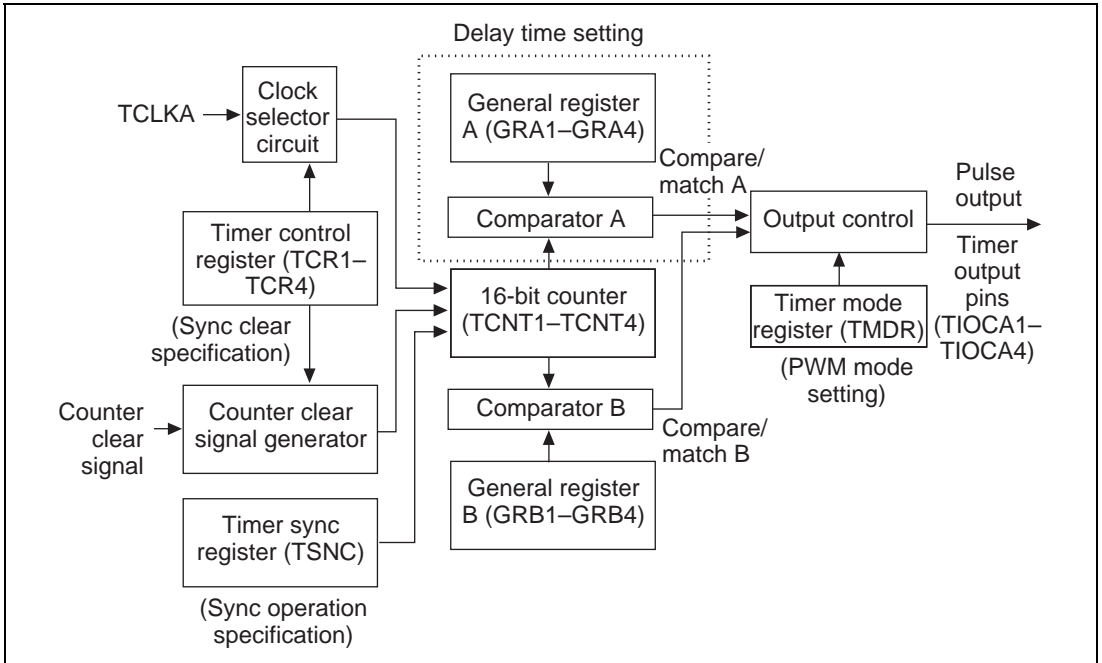 Delay time setting
TCLKA
Clock
selector
circuit
General register
A (GRA1–GRA4)
Compare/
match A
Comparator A
Output control
Pulse
output
Timer
output
pins
(TIOCA1–
TIOCA4)
Timer control
register (TCR1–
TCR4)
(Sync clear
specification)
16-bit counter
(TCNT1–TCNT4)
Timer mode
register (TMDR)
(PWM mode
setting)
Counter
clear
signal
Counter clear
signal generator
Comparator B
Compare/
match B
General register
B (GRB1–GRB4)
Timer sync
register (TSNC)
(Sync operation
specification)